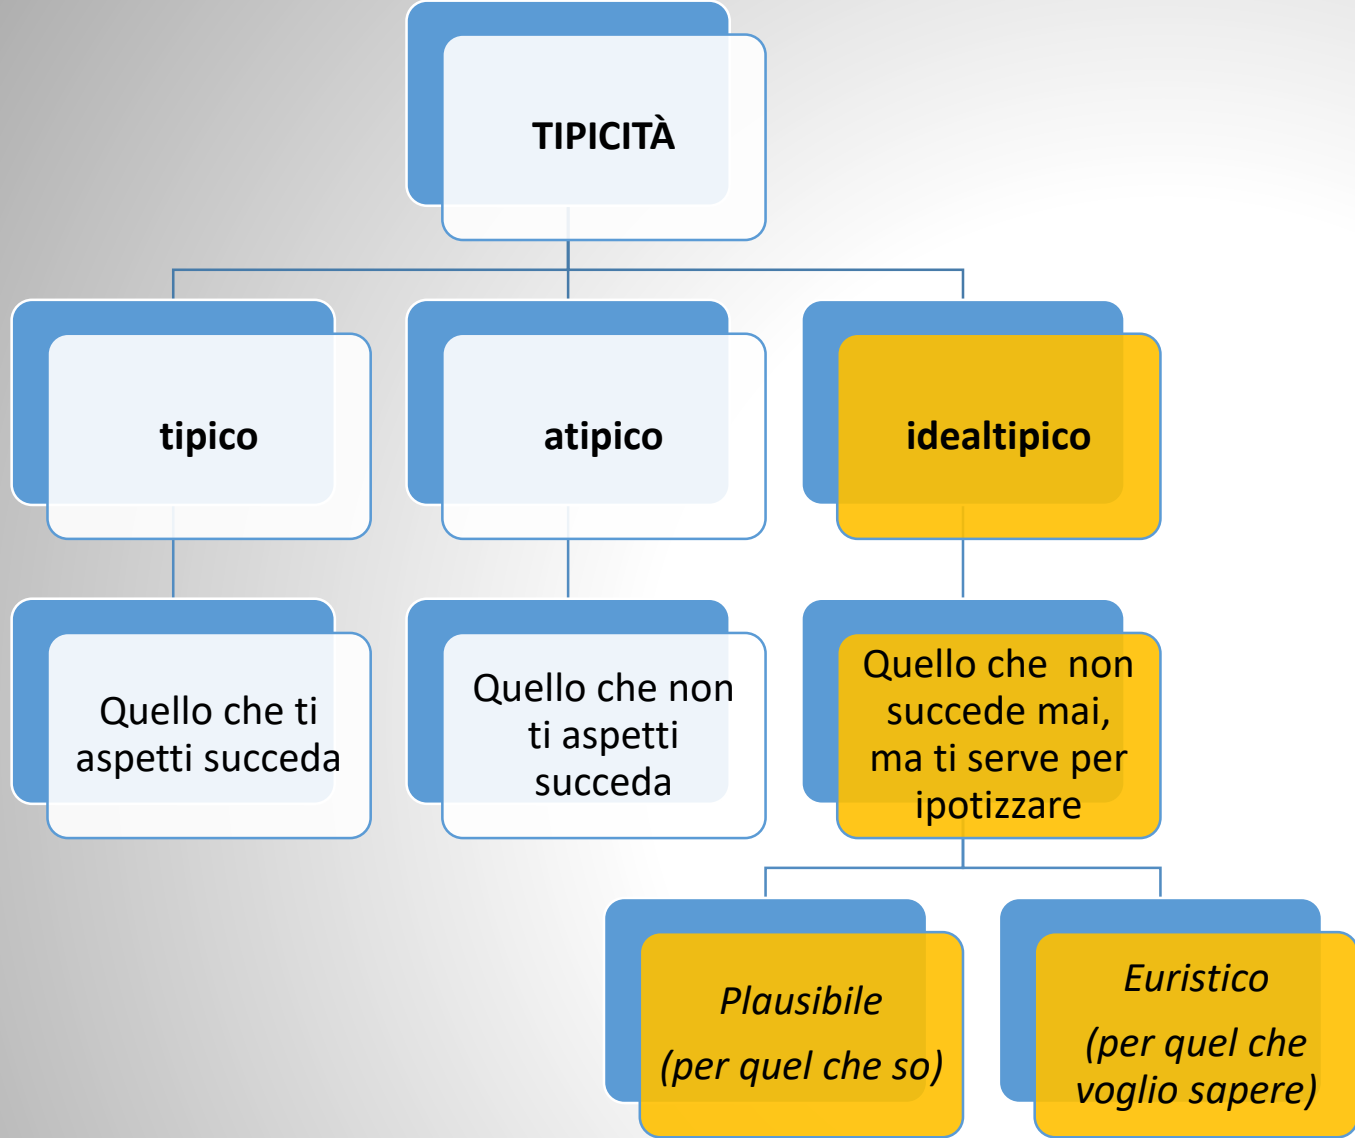 TIPICITÀ
tipico
atipico
idealtipico
Quello che ti
aspetti succeda
Quello che non
ti aspetti
succeda
Quello che  non
succede mai,
ma ti serve per
ipotizzare
Plausibile
(per quel che so)
Euristico
(per quel che
voglio sapere)